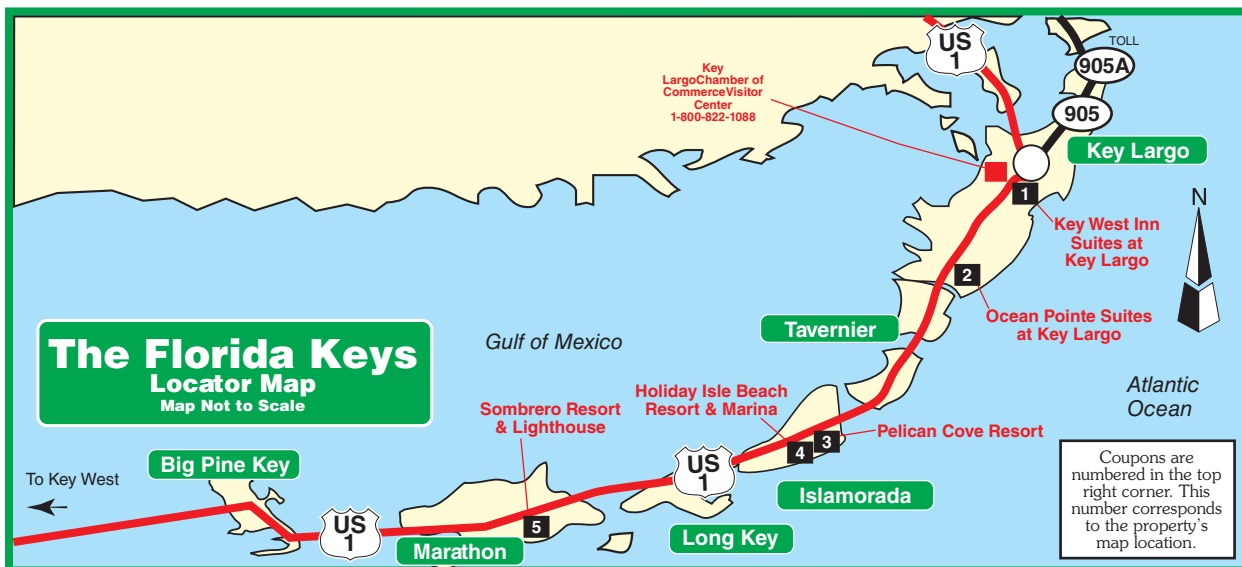 US
1
TOLL
905A
905
Key
LargoChamber of
CommerceVisitor
Center
1-800-822-1088
Key Largo
1
Key West Inn
Suites at
Key Largo
N
2
Ocean Pointe Suites
at Key Largo
Tavernier
Gulf of Mexico
The Florida Keys
Locator Map
Map Not to Scale
Atlantic
Ocean
Holiday Isle Beach
Resort & Marina
Sombrero Resort
& Lighthouse
3
Pelican Cove Resort
4
US
1
Islamorada
Coupons are
numbered in the top
right corner. This
number corresponds
to the property's
map location.
Big Pine Key
To Key West
US
1
5
Marathon
Long Key